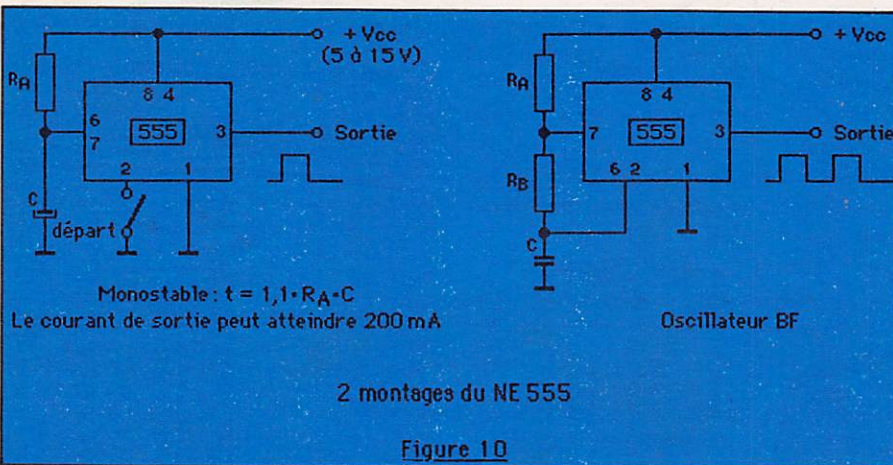 + Vcc
(5 à 15 V)
RA
8 4
6
7
555
3
Sortie
2
1
C
départ
Monostable : t = 1,1·RA·C
Le courant de sortie peut atteindre 200 mA
+ Vcc
RA
8 4
7
555
3
Sortie
RB
6 2
1
C
Oscillateur BF
2 montages du NE 555
Figure 10